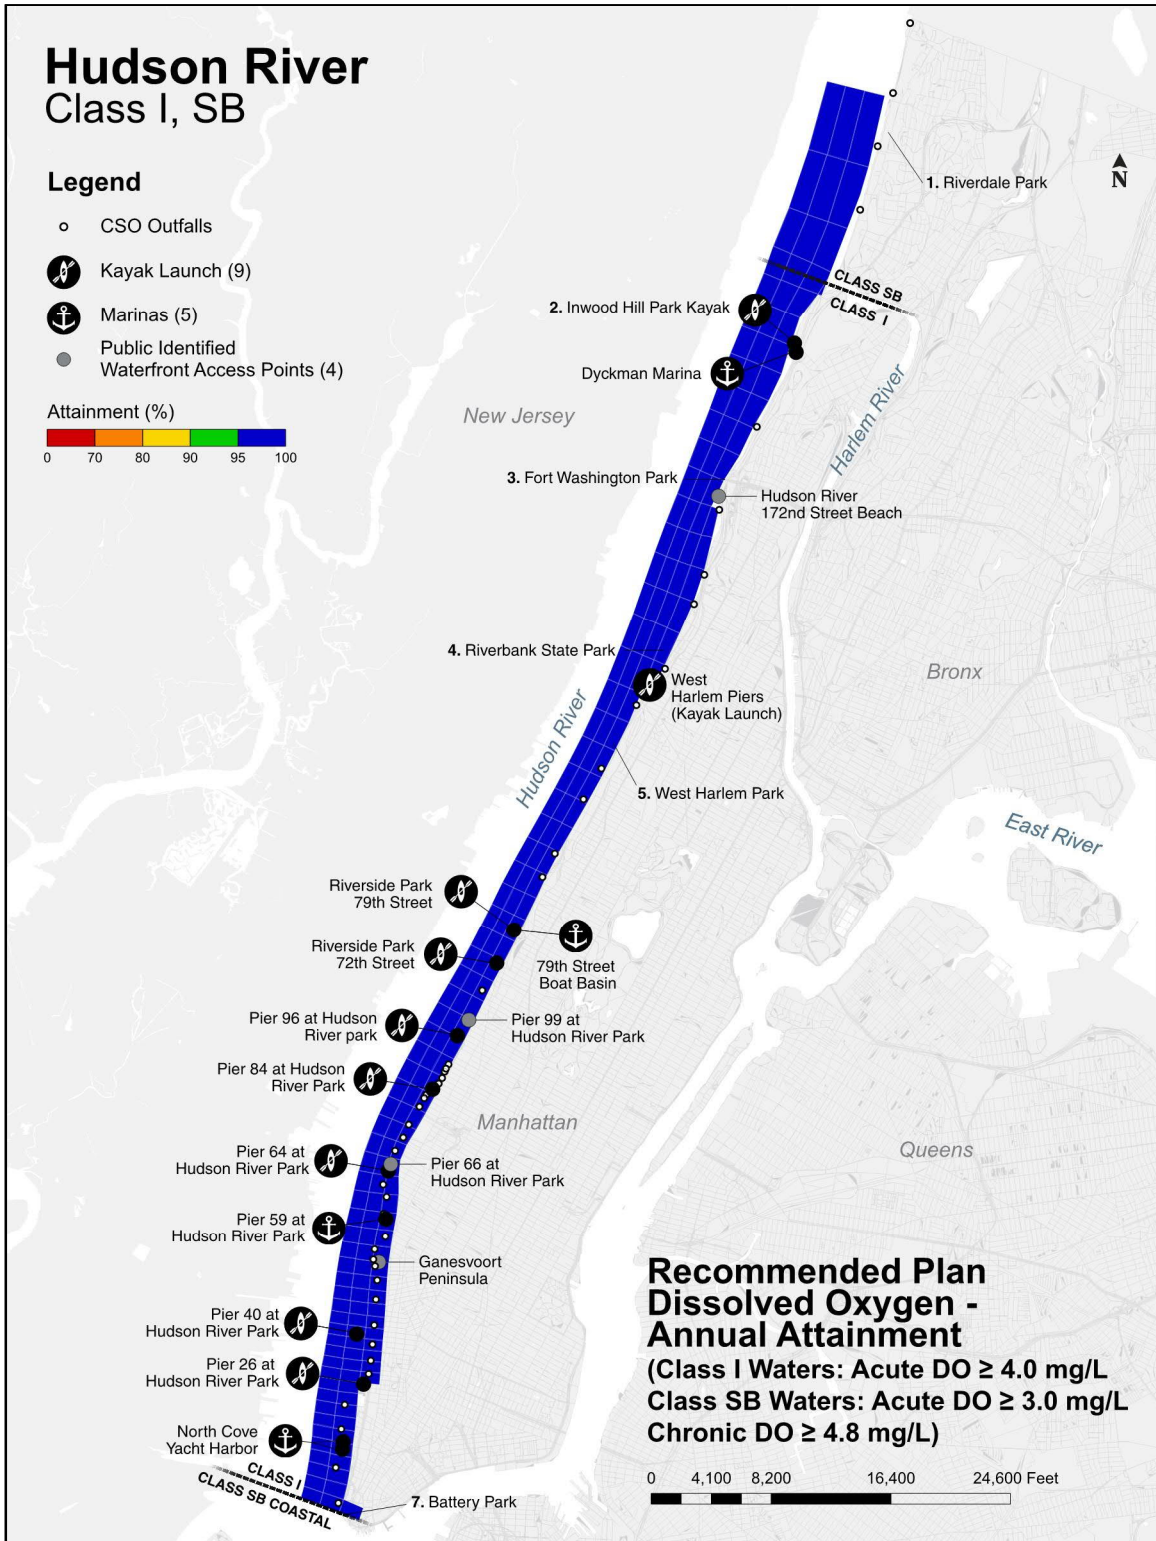 Hudson River
Class I, SB
Legend
CSO Outfalls
Kayak Launch (9)
Marinas (5)
Public Identified
Waterfront Access Points (4)
Attainment (%)
0 70 80 90 95 100
N
1. Riverdale Park
CLASS SB
CLASS I
2. Inwood Hill Park Kayak
Dyckman Marina
New Jersey
Harlem River
3. Fort Washington Park
Hudson River
172nd Street Beach
4. Riverbank State Park
West
Harlem Piers
(Kayak Launch)
Bronx
Hudson River
5. West Harlem Park
East River
Riverside Park
79th Street
Riverside Park
72th Street
79th Street
Boat Basin
Pier 96 at Hudson
River park
Pier 99 at
Hudson River Park
Pier 84 at Hudson
River Park
Manhattan
Queens
Pier 64 at
Hudson River Park
Pier 66 at
Hudson River Park
Pier 59 at
Hudson River Park
Ganesvoort
Peninsula
Pier 40 at
Hudson River Park
Pier 26 at
Hudson River Park
North Cove
Yacht Harbor
CLASS I
CLASS SB COASTAL
7. Battery Park
Recommended Plan
Dissolved Oxygen -
Annual Attainment
(Class I Waters: Acute DO ≥ 4.0 mg/L
Class SB Waters: Acute DO ≥ 3.0 mg/L
Chronic DO ≥ 4.8 mg/L)
0 4,100 8,200 16,400 24,600 Feet